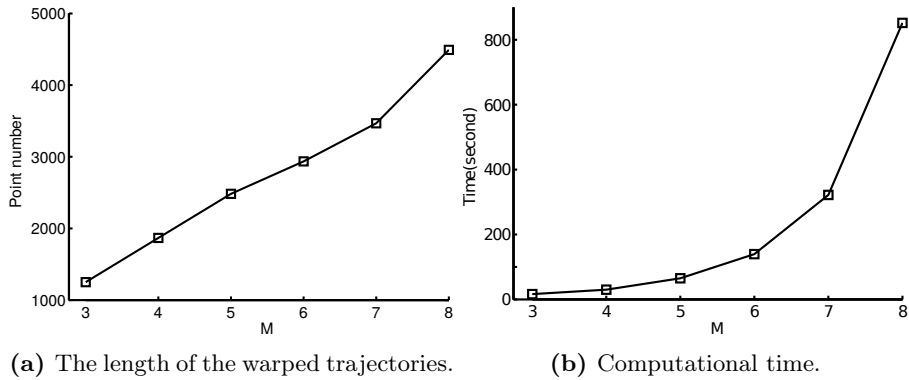 5000
4000
3000
2000
1000
Point number
3 4 5 6 7 8
M
(a) The length of the warped trajectories.
800
600
400
200
0
Time(second)
3 4 5 6 7 8
M
(b) Computational time.